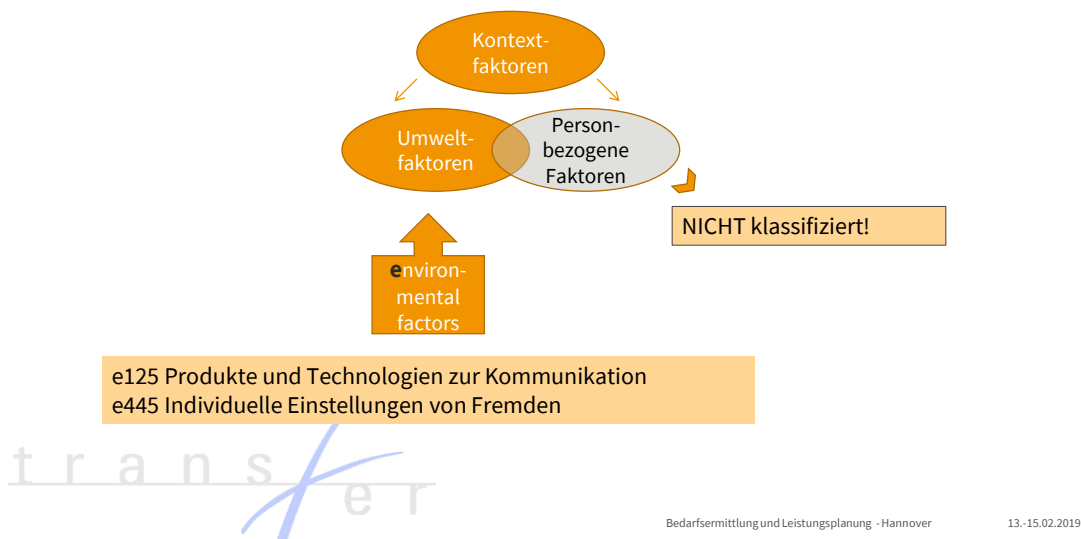 Kontext-
faktoren
Umwelt-
faktoren
Person-
bezogene
Faktoren
NICHT klassifiziert!
environ-
mental
factors
e125 Produkte und Technologien zur Kommunikation
e445 Individuelle Einstellungen von Fremden
transfer
Bedarfsermittlung und Leistungsplanung - Hannover
13.-15.02.2019